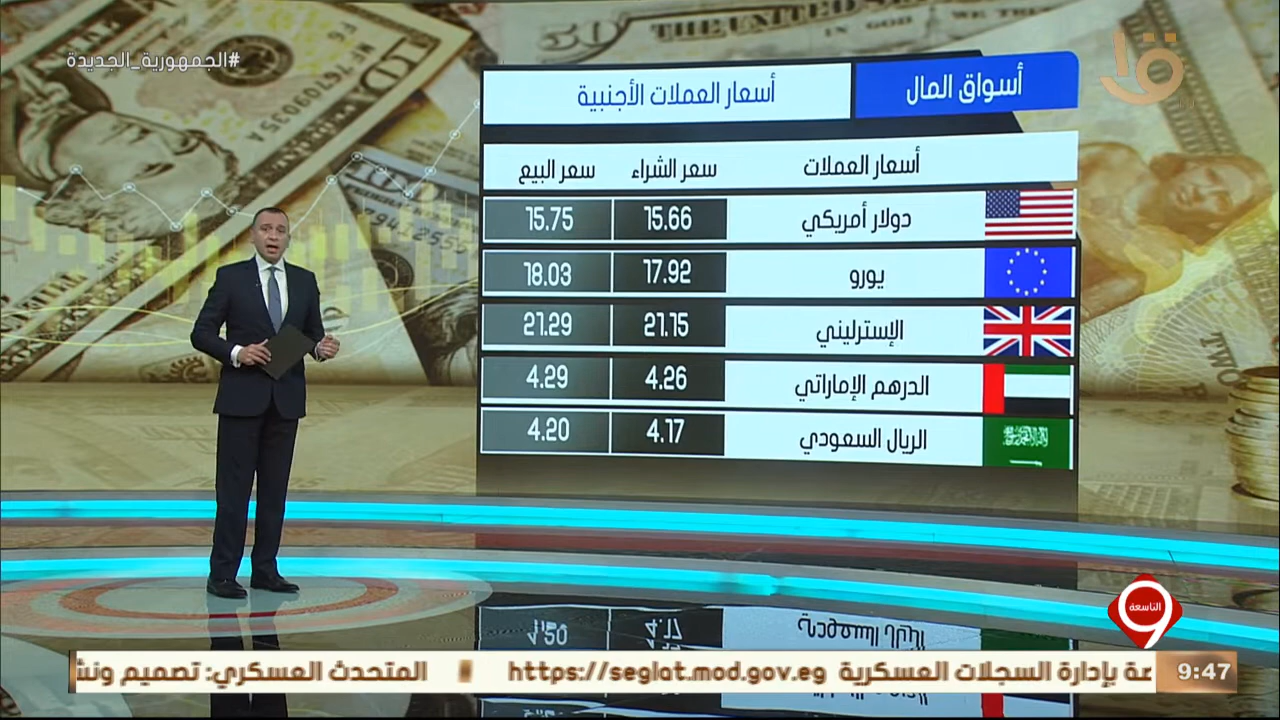 #الجمهورية_الجديدة
أسواق المال
أسعار العملات الأجنبية
أسعار العملات سعر الشراء سعر البيع
دولار أمريكي 15.66 15.75
يورو 17.92 18.03
الإسترليني 21.15 21.29
الدرهم الإماراتي 4.26 4.29
الريال السعودي 4.17 4.20
التاسعة
9
بإدارة السجلات العسكرية https://seglat.mod.gov.eg
المتحدث العسكري: تصميم
9:47